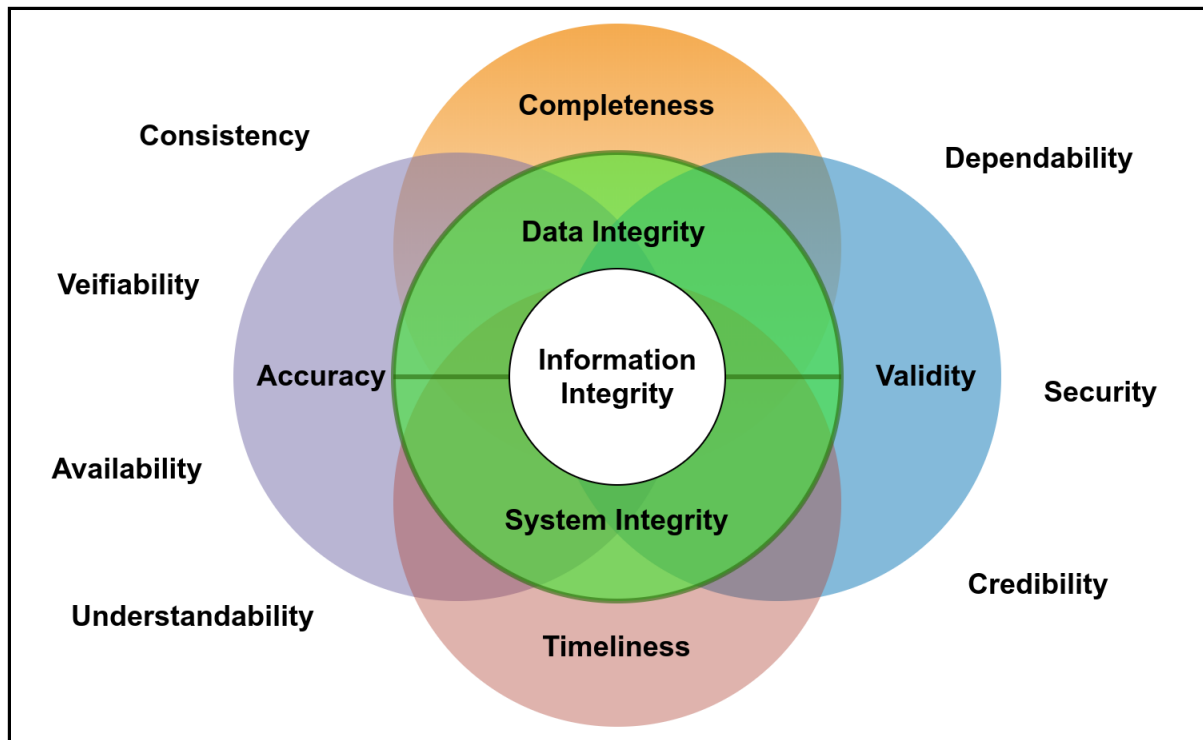 Completeness
Consistency
Dependability
Data Integrity
Veifiability
Information
Integrity
Accuracy
Validity
Security
Availability
System Integrity
Credibility
Understandability
Timeliness